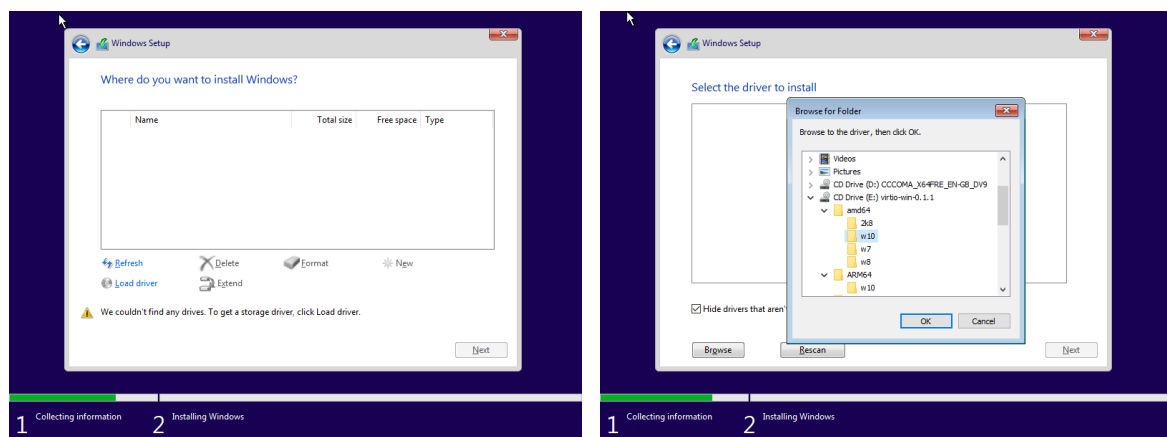 Windows Setup
Where do you want to install Windows?
Name Total size Free space Type
Refresh Delete Format New
Load driver Extend
We couldn't find any drives. To get a storage driver, click Load driver.
Next
1 Collecting information 2 Installing Windows
Windows Setup
Select the driver to install
Browse for Folder
Browse to the driver, then click OK.
Videos
Pictures
CD Drive (D:) CCCOMA_X64FRE_EN-GB_DV9
CD Drive (E:) virtio-win-0.1.1
amd64
2k8
w10
w7
w8
ARM64
w10
Hide drivers that aren'
OK Cancel
Browse Rescan Next
1 Collecting information 2 Installing Windows